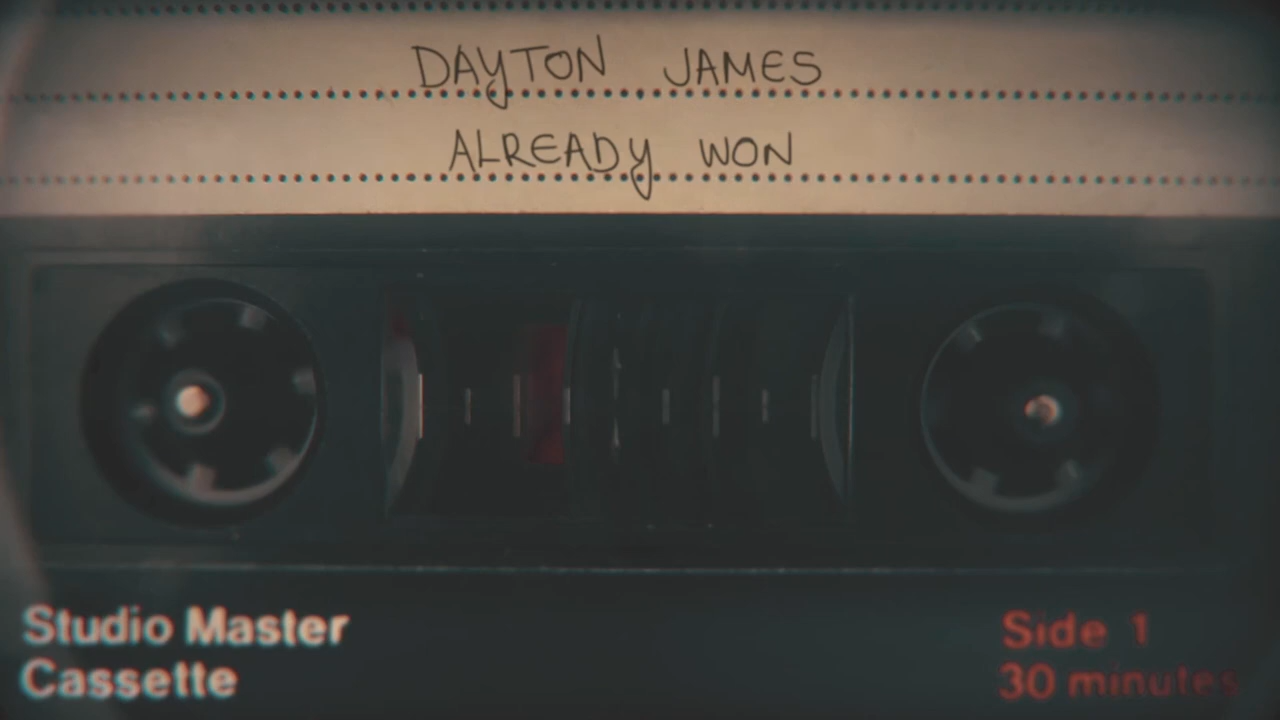 DAYTON JAMES
ALREADY WON
Studio Master
Cassette
Side 1
30 minutes